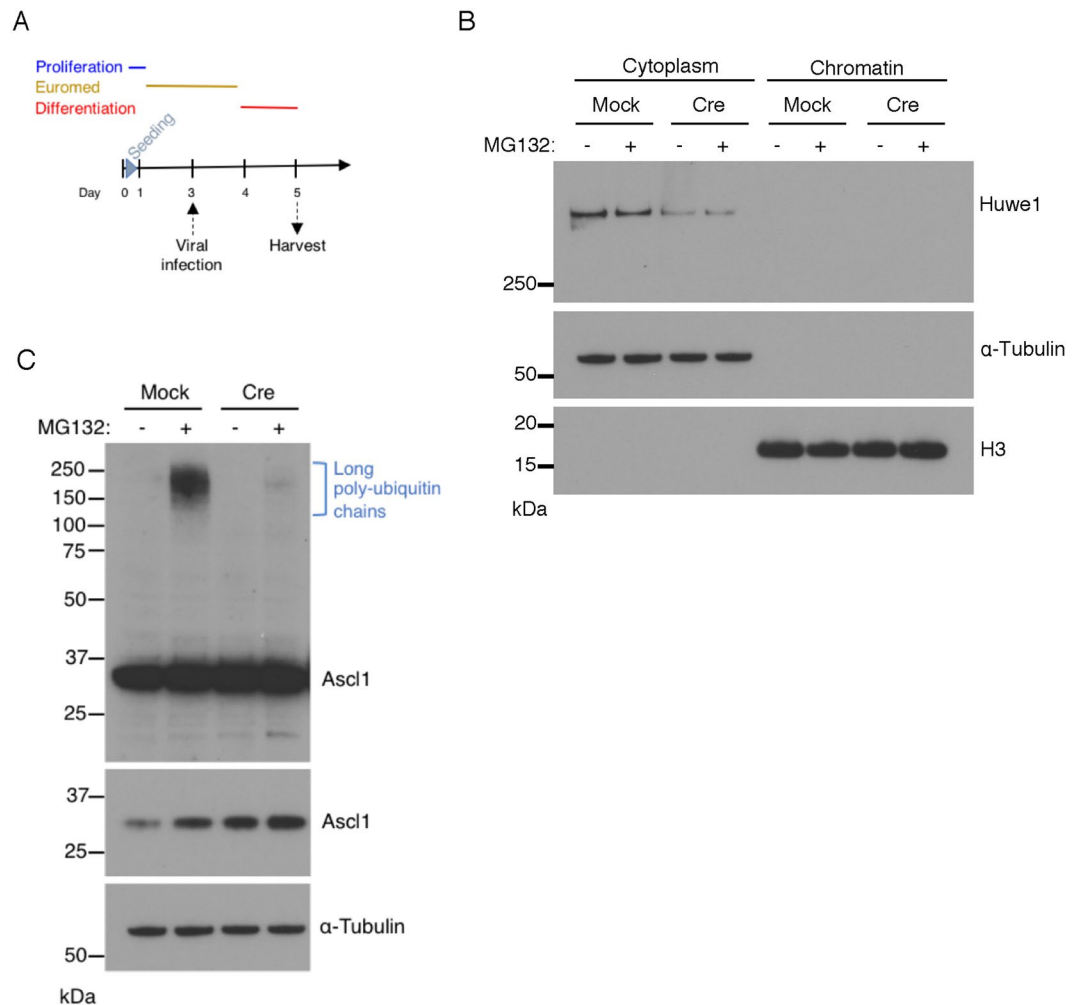 A
Proliferation
Euromed
Differentiation
Seeding
Day 0 1 3 4 5
Viral
infection
Harvest
B
Cytoplasm Chromatin
Mock Cre Mock Cre
MG132: - + - + - + - +
Huwe1
250
α-Tubulin
50
20
H3
15
kDa
C
Mock Cre
MG132: - + - +
250
150
100
75
50
37
25
Long
poly-ubiquitin
chains
Ascl1
37
Ascl1
25
α-Tubulin
50
kDa